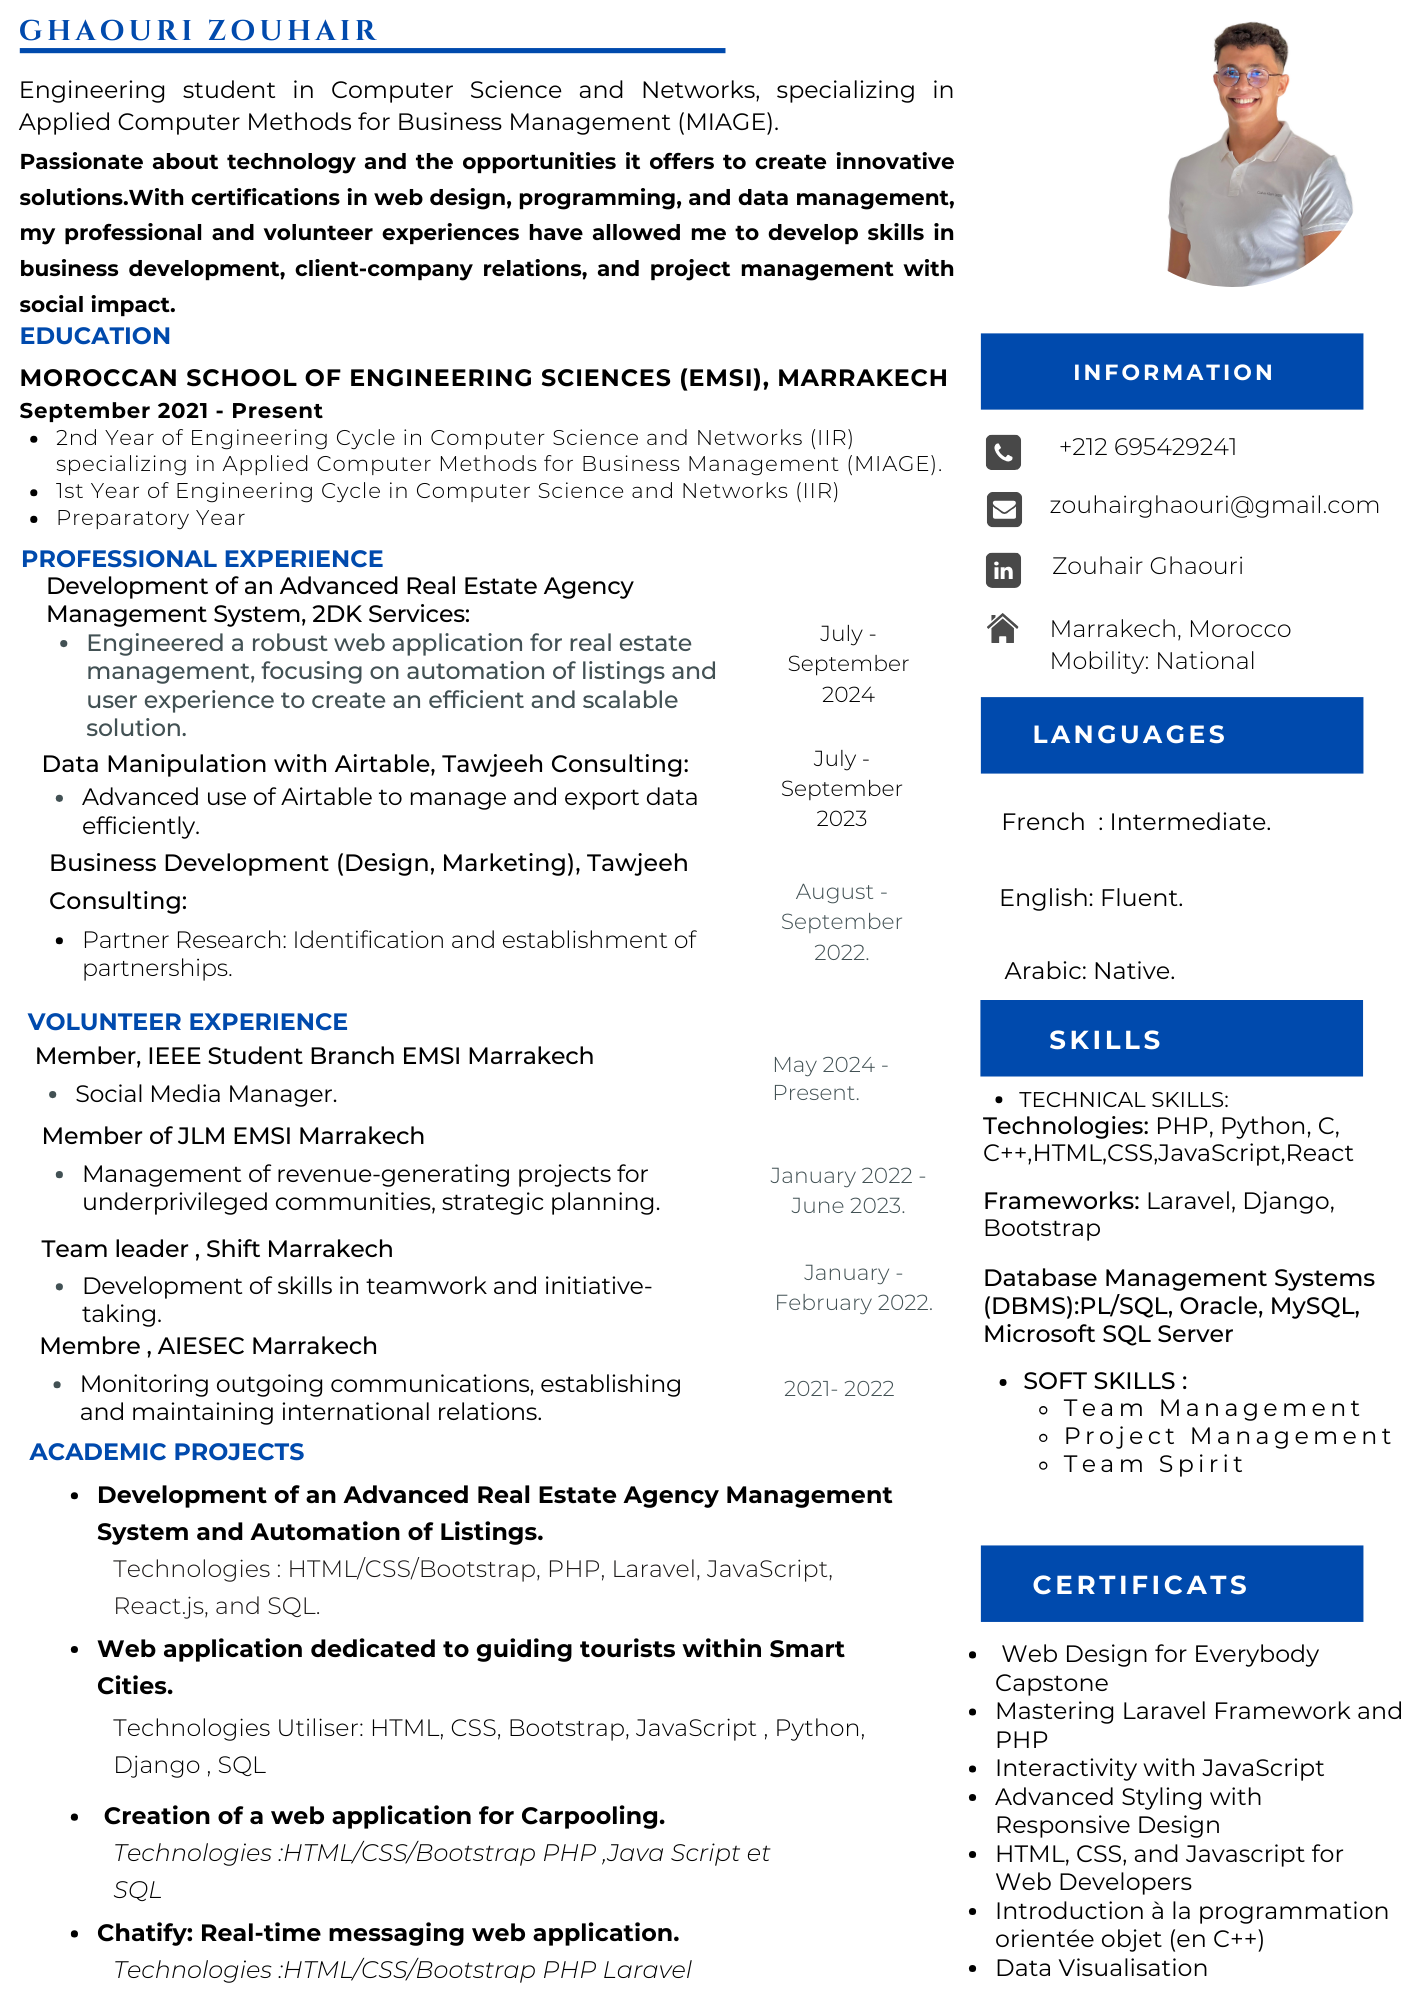 GHAOURI ZOUHAIR
Engineering student in Computer Science and Networks, specializing in
Applied Computer Methods for Business Management (MIAGE).
Passionate about technology and the opportunities it offers to create innovative
solutions.With certifications in web design, programming, and data management,
my professional and volunteer experiences have allowed me to develop skills in
business development, client-company relations, and project management with
social impact.
EDUCATION
MOROCCAN SCHOOL OF ENGINEERING SCIENCES (EMSI), MARRAKECH
September 2021 - Present
• 2nd Year of Engineering Cycle in Computer Science and Networks (IIR)
specializing in Applied Computer Methods for Business Management (MIAGE).
• 1st Year of Engineering Cycle in Computer Science and Networks (IIR)
• Preparatory Year
PROFESSIONAL EXPERIENCE
Development of an Advanced Real Estate Agency
Management System, 2DK Services:
• Engineered a robust web application for real estate
management, focusing on automation of listings and
user experience to create an efficient and scalable
solution.
July -
September
2024
Data Manipulation with Airtable, Tawjeeh Consulting:
• Advanced use of Airtable to manage and export data
efficiently.
July -
September
2023
Business Development (Design, Marketing), Tawjeeh
Consulting:
• Partner Research: Identification and establishment of
partnerships.
August -
September
2022.
VOLUNTEER EXPERIENCE
Member, IEEE Student Branch EMSI Marrakech
• Social Media Manager.
May 2024 -
Present.
Member of JLM EMSI Marrakech
• Management of revenue-generating projects for
underprivileged communities, strategic planning.
January 2022 -
June 2023.
Team leader , Shift Marrakech
• Development of skills in teamwork and initiative-
taking.
January -
February 2022.
Membre , AIESEC Marrakech
• Monitoring outgoing communications, establishing
and maintaining international relations.
2021- 2022
ACADEMIC PROJECTS
• Development of an Advanced Real Estate Agency Management
System and Automation of Listings.
Technologies : HTML/CSS/Bootstrap, PHP, Laravel, JavaScript,
React.js, and SQL.
• Web application dedicated to guiding tourists within Smart
Cities.
Technologies Utiliser: HTML, CSS, Bootstrap, JavaScript , Python,
Django , SQL
• Creation of a web application for Carpooling.
Technologies :HTML/CSS/Bootstrap PHP ,Java Script et
SQL
• Chatify: Real-time messaging web application.
Technologies :HTML/CSS/Bootstrap PHP Laravel
INFORMATION
+212 695429241
zouhairghaouri@gmail.com
in Zouhair Ghaouri
Marrakech, Morocco
Mobility: National
LANGUAGES
French : Intermediate.
English: Fluent.
Arabic: Native.
SKILLS
• TECHNICAL SKILLS:
Technologies: PHP, Python, C,
C++,HTML,CSS,JavaScript,React
Frameworks: Laravel, Django,
Bootstrap
Database Management Systems
(DBMS):PL/SQL, Oracle, MySQL,
Microsoft SQL Server
• SOFT SKILLS :
◦ Team Management
◦ Project Management
◦ Team Spirit
CERTIFICATS
• Web Design for Everybody
Capstone
• Mastering Laravel Framework and
PHP
• Interactivity with JavaScript
• Advanced Styling with
Responsive Design
• HTML, CSS, and Javascript for
Web Developers
• Introduction à la programmation
orientée objet (en C++)
• Data Visualisation